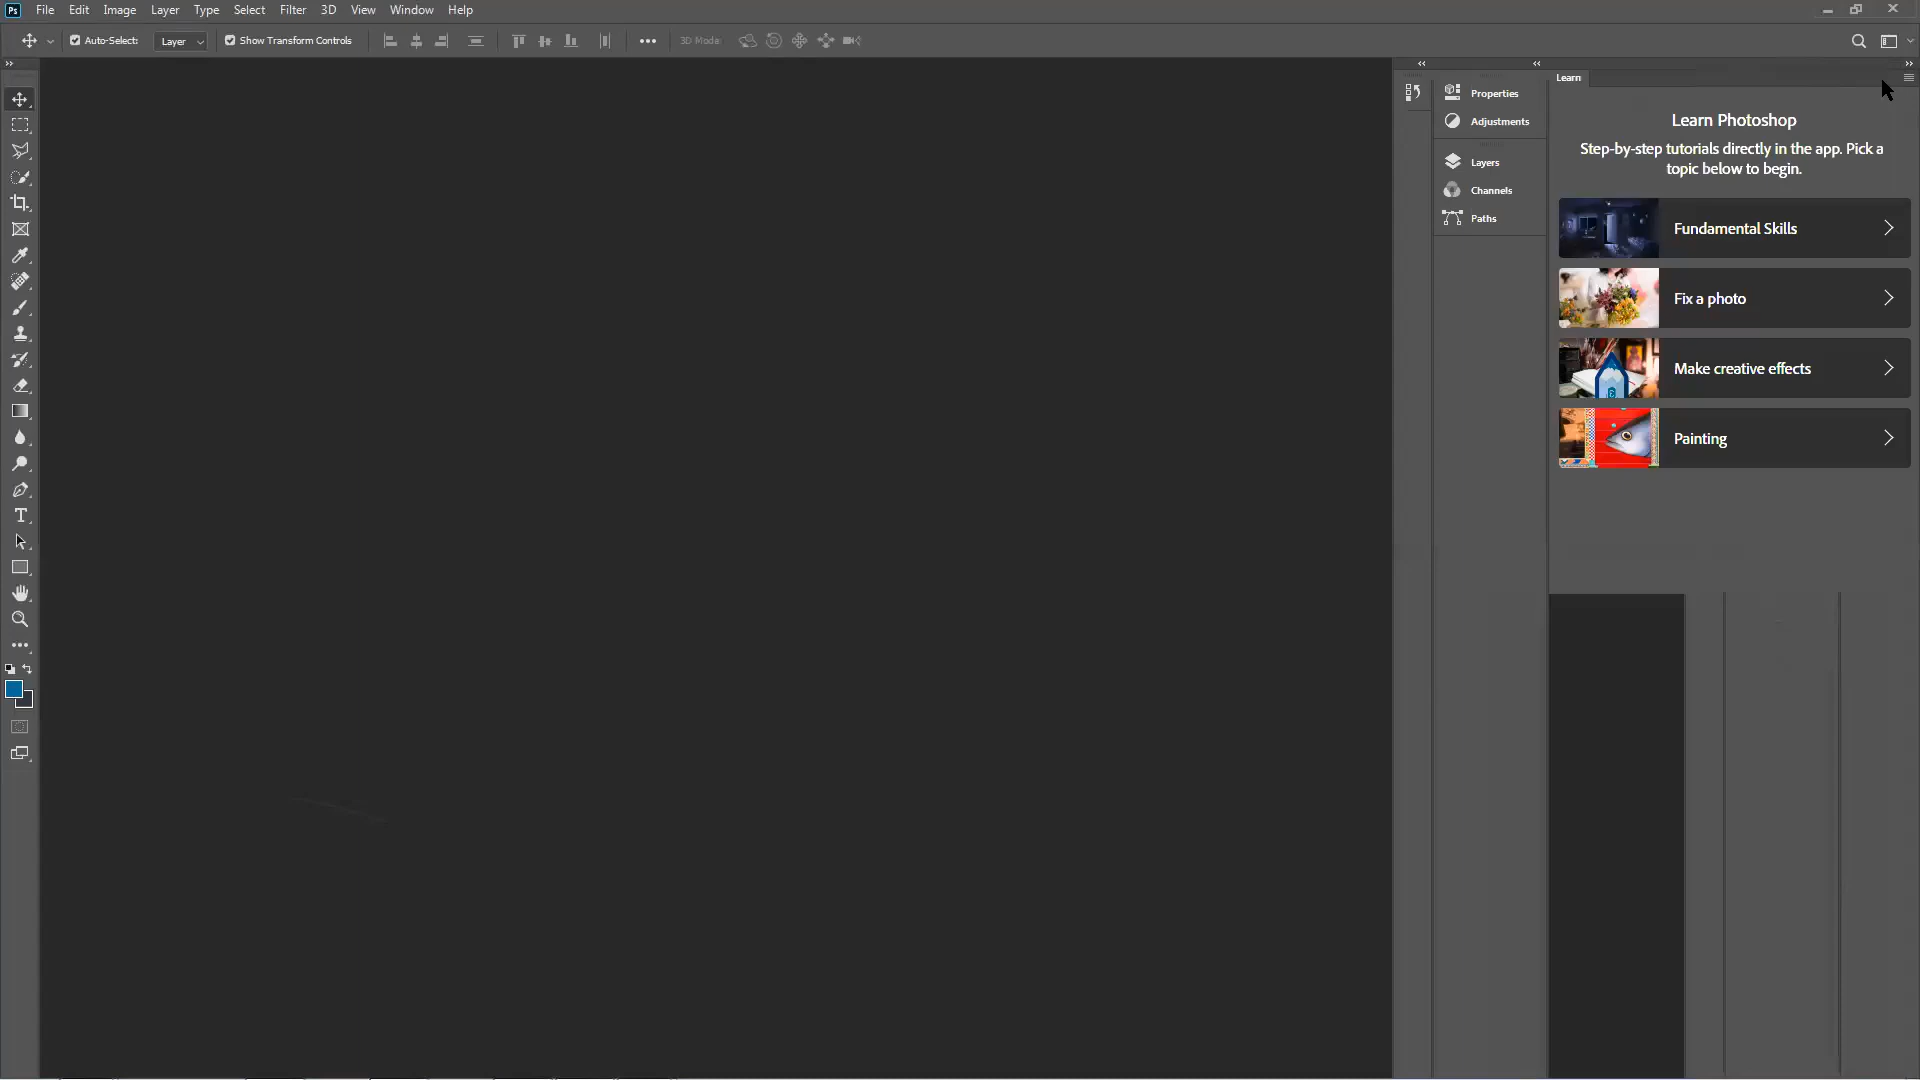 Ps File Edit Image Layer Type Select Filter 3D View Window Help
Auto-Select: Layer Show Transform Controls 3D Mode:
Learn
Properties
Adjustments
Layers
Channels
Paths
Learn Photoshop
Step-by-step tutorials directly in the app. Pick a
topic below to begin.
Fundamental Skills
Fix a photo
Make creative effects
Painting